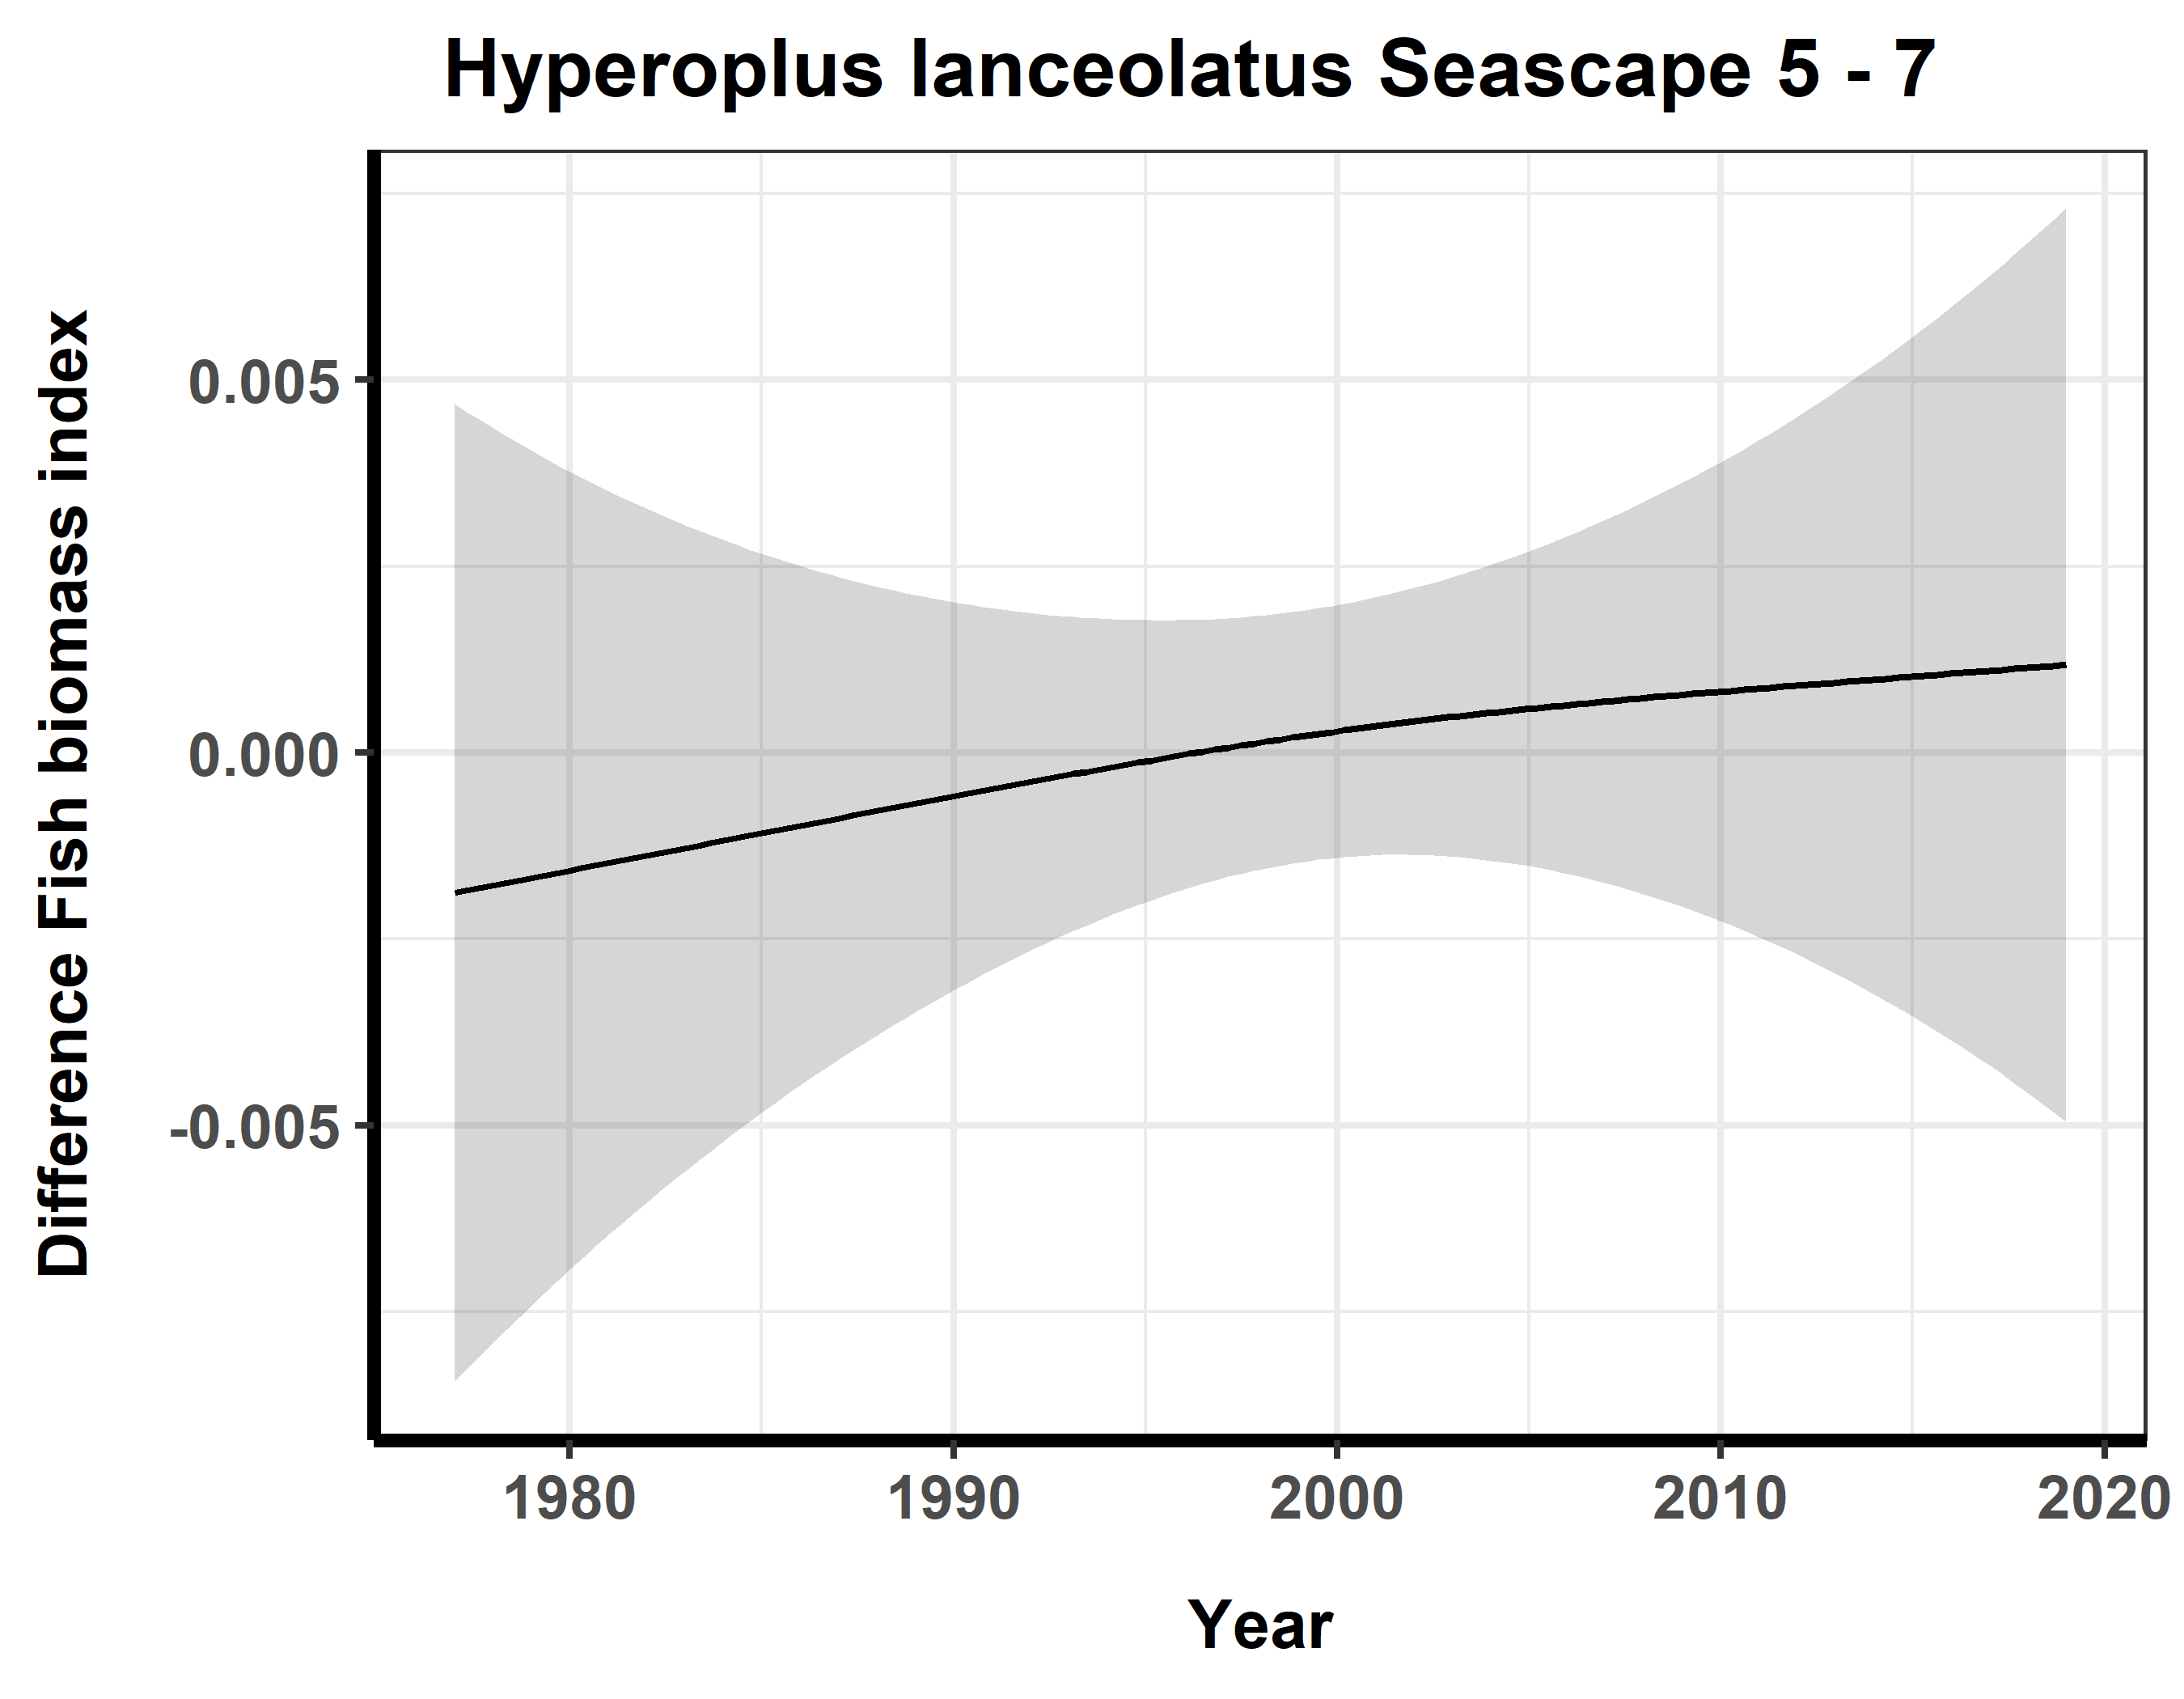 Hyperoplus lanceolatus Seascape 5 - 7
Difference Fish biomass index
0.005
0.000
-0.005
1980 1990 2000 2010 2020
Year